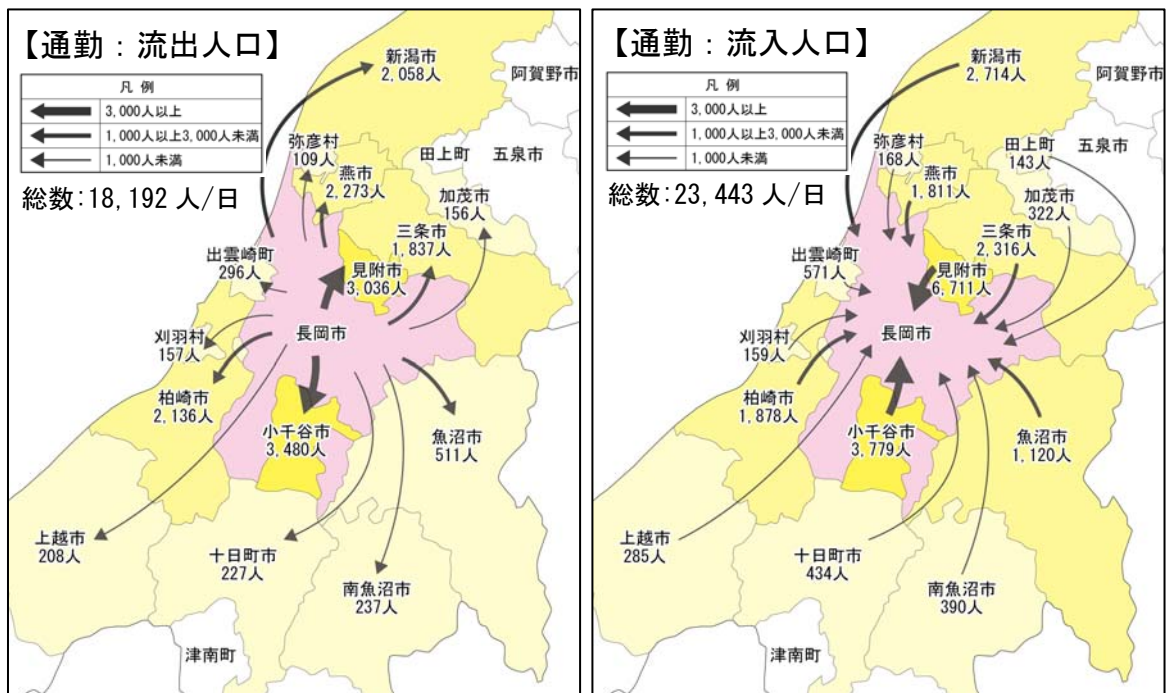 【通勤：流出人口】
凡 例
3,000人以上
1,000人以上3,000人未満
1,000人未満
総数:18,192 人/日
新潟市
2,058人
阿賀野市
弥彦村
109人
田上町
五泉市
燕市
2,273人
加茂市
156人
三条市
1,837人
出雲崎町
296人
見附市
3,036人
長岡市
刈羽村
157人
柏崎市
2,136人
小千谷市
3,480人
魚沼市
511人
上越市
208人
十日町市
227人
南魚沼市
237人
津南町
【通勤：流入人口】
凡 例
3,000人以上
1,000人以上3,000人未満
1,000人未満
総数:23,443 人/日
新潟市
2,714人
阿賀野市
弥彦村
168人
田上町
143人
五泉市
燕市
1,811人
加茂市
322人
三条市
2,316人
出雲崎町
571人
見附市
6,711人
長岡市
刈羽村
159人
柏崎市
1,878人
小千谷市
3,779人
魚沼市
1,120人
上越市
285人
十日町市
434人
南魚沼市
390人
津南町